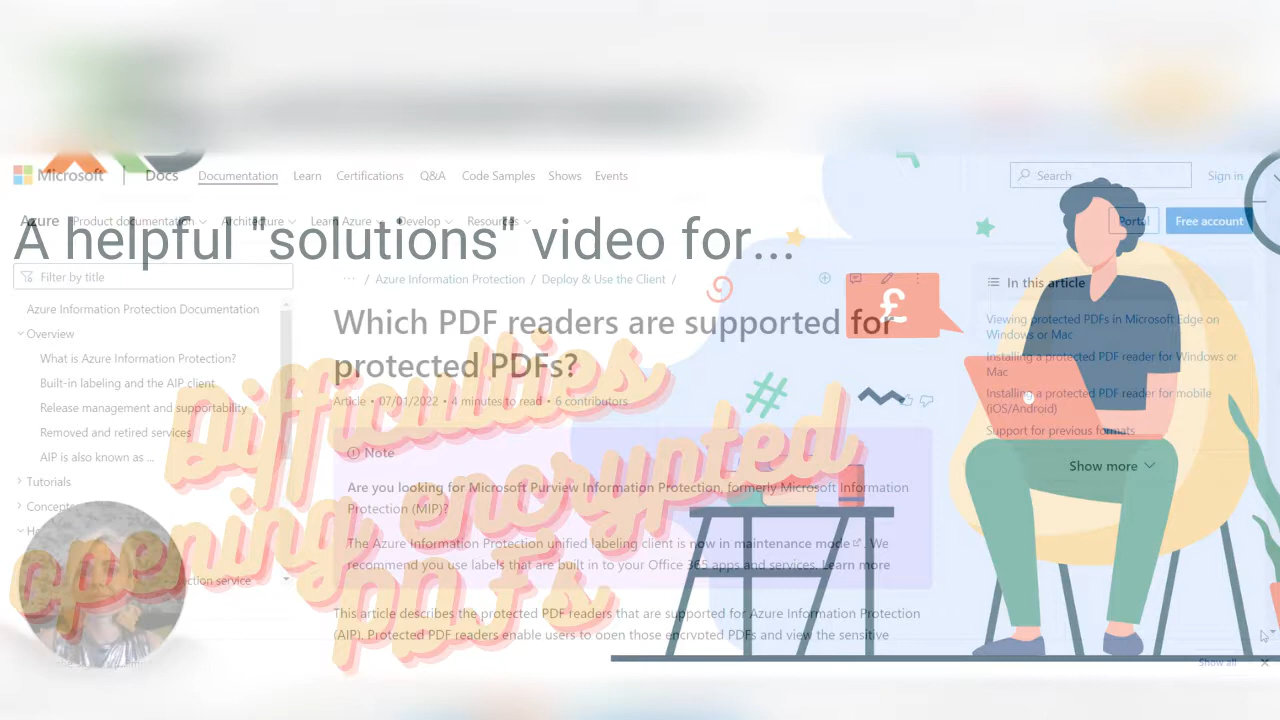 Microsoft | Docs Documentation Learn Certifications Q&A Code Samples Shows Events Search Sign in
Azure Product documentation Architecture Learn Azure Develop Resources Portal Free account
A helpful "solutions" video for...
Filter by title
Azure Information Protection Documentation
Overview
What is Azure Information Protection?
Built-in labeling and the AIP client
Release management and supportability
Removed and retired services
AIP is also known as ...
Tutorials
Concepts
ction service
... / Azure Information Protection / Deploy & Use the Client /
Which PDF readers are supported for
protected PDFs?
Article • 07/01/2022 • 4 minutes to read • 6 contributors
Note
Are you looking for Microsoft Purview Information Protection, formerly Microsoft Information
Protection (MIP)?
The Azure Information Protection unified labeling client is now in maintenance mode. We
recommend you use labels that are built in to your Office 365 apps and services. Learn more
This article describes the protected PDF readers that are supported for Azure Information Protection
(AIP). Protected PDF readers enable users to open those encrypted PDFs and view the sensitive
Difficulties
opening encrypted
pdfs
£
#
In this article
Viewing protected PDFs in Microsoft Edge on
Windows or Mac
Installing a protected PDF reader for Windows or
Mac
Installing a protected PDF reader for mobile
(iOS/Android)
Support for previous formats
Show more
Show all